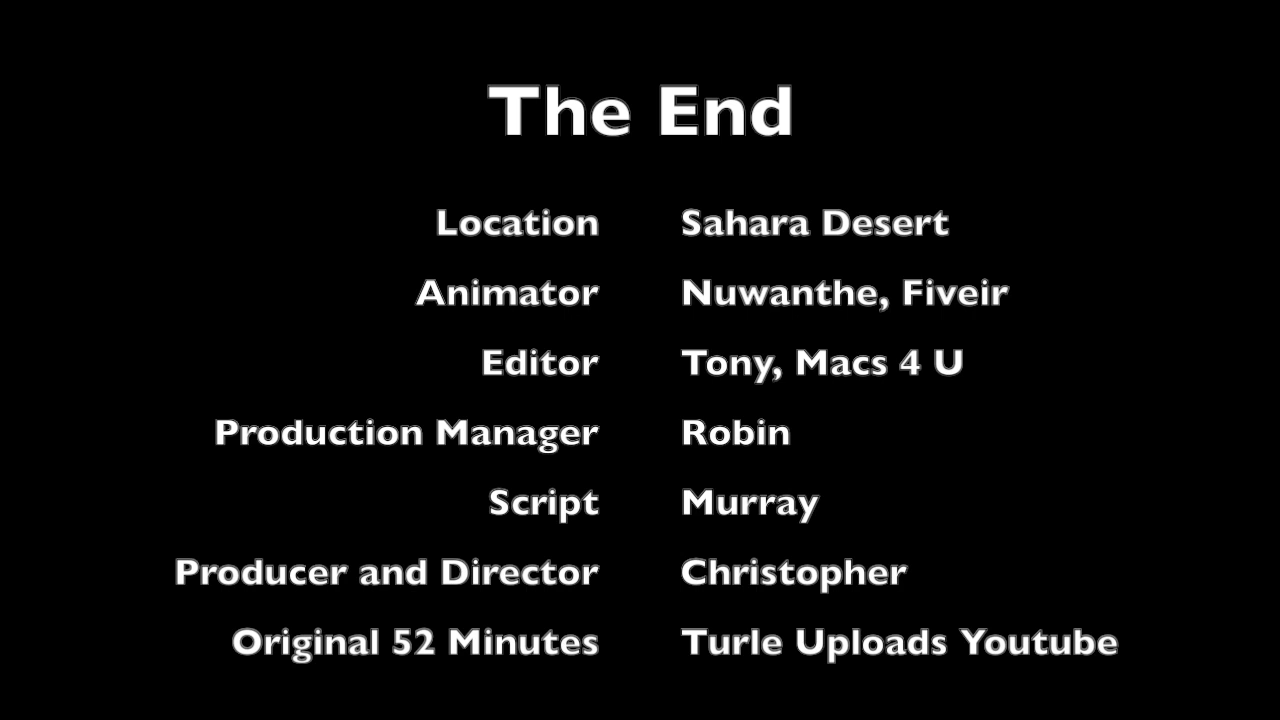 The End
Location Sahara Desert
Animator Nuwanthe, Fiveir
Editor Tony, Macs 4 U
Production Manager Robin
Script Murray
Producer and Director Christopher
Original 52 Minutes Turle Uploads Youtube